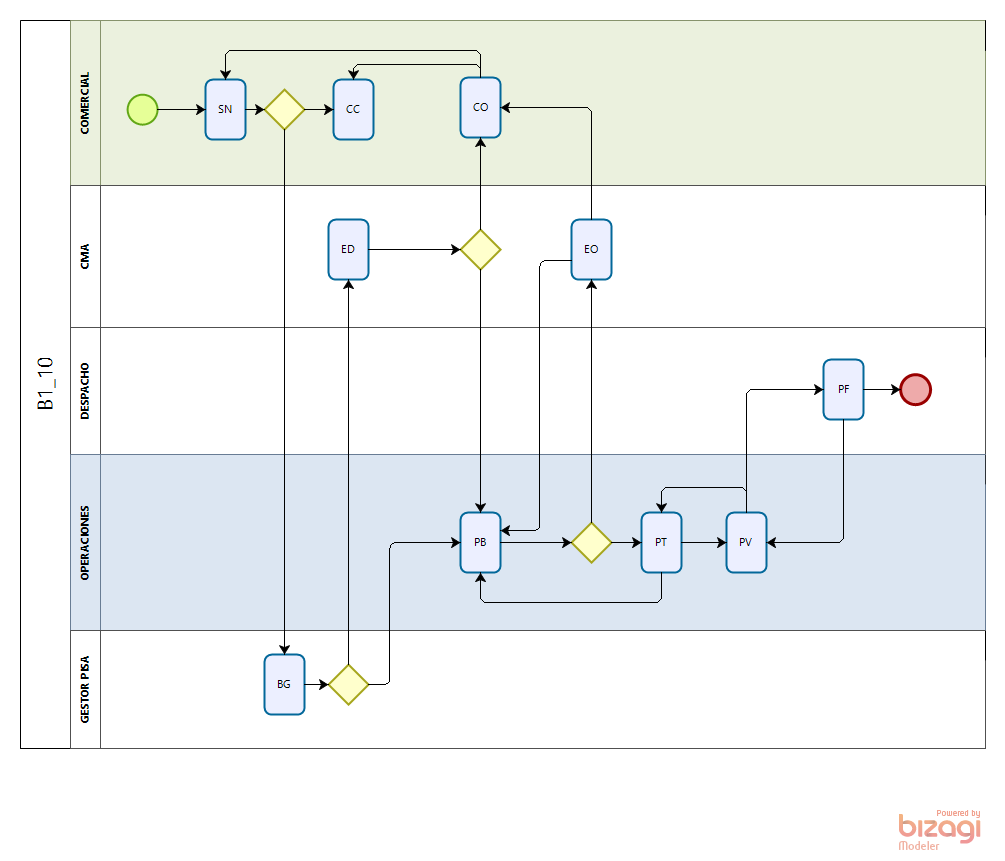 B1_10
COMERCIAL
SN
CC
CO
CMA
ED
EO
DESPACHO
PF
OPERACIONES
PB
PT
PV
GESTOR PISA
BG
Powered by
bizagi
Modeler